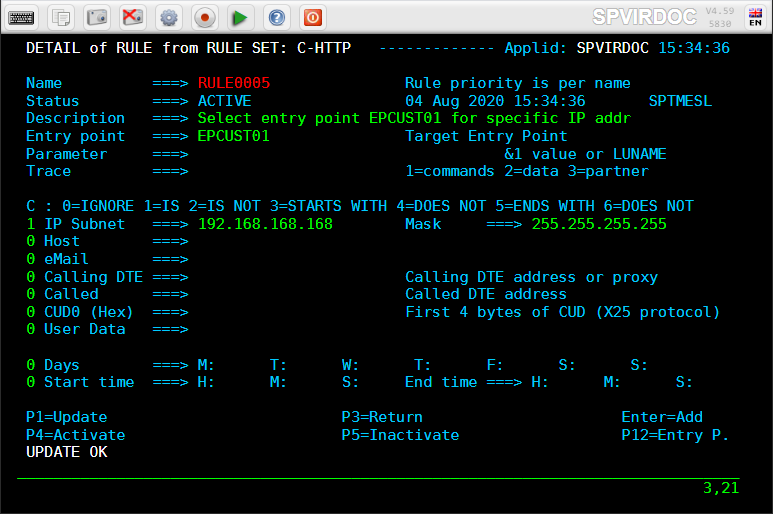 SPVIRDOC V4.59 5830 EN
DETAIL of RULE from RULE SET: C-HTTP ------------- Applid: SPVIRDOC 15:34:36
Name ===> RULE0005 Rule priority is per name
Status ===> ACTIVE 04 Aug 2020 15:34:36 SPTMESL
Description ===> Select entry point EPCUST01 for specific IP addr
Entry point ===> EPCUST01 Target Entry Point
Parameter ===> &1 value or LUNAME
Trace ===> 1=commands 2=data 3=partner
C : 0=IGNORE 1=IS 2=IS NOT 3=STARTS WITH 4=DOES NOT 5=ENDS WITH 6=DOES NOT
1 IP Subnet ===> 192.168.168.168 Mask ===> 255.255.255.255
0 Host ===>
0 eMail ===>
0 Calling DTE ===> Calling DTE address or proxy
0 Called ===> Called DTE address
0 CUD0 (Hex) ===> First 4 bytes of CUD (X25 protocol)
0 User Data ===>
0 Days ===> M: T: W: T: F: S: S:
0 Start time ===> H: M: S: End time ===> H: M: S:
P1=Update P3=Return Enter=Add
P4=Activate P5=Inactivate P12=Entry P.
UPDATE OK
3,21